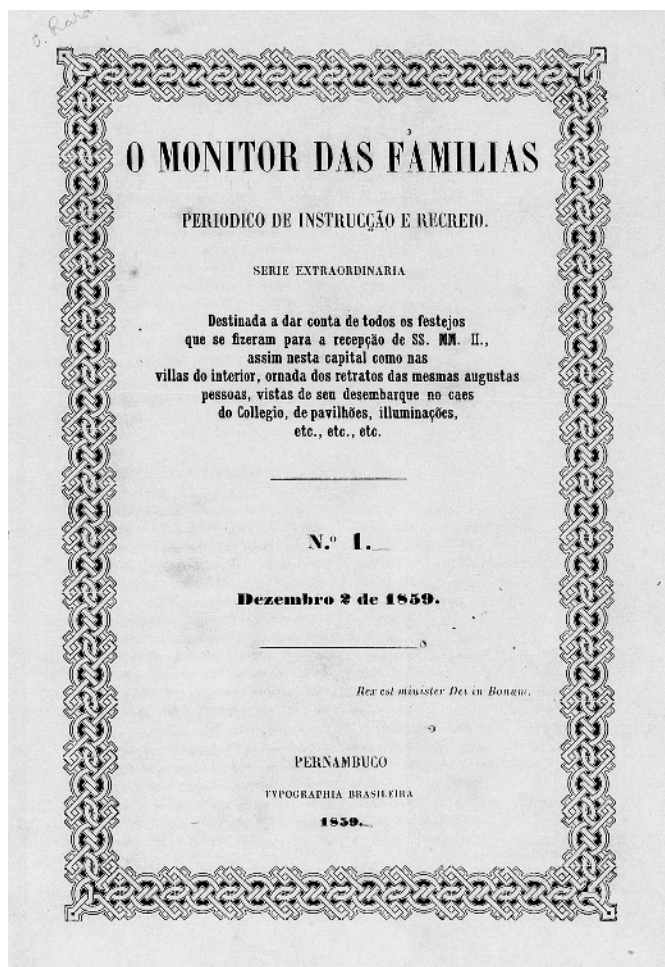 O. Rara
O MONITOR DAS FAMILIAS
PERIODICO DE INSTRUCÇÃO E RECREIO.
SERIE EXTRAORDINARIA
Destinada a dar conta de todos os festejos
que se fizeram para a recepção de SS. MM. II.,
assim nesta capital como nas
villas do interior, ornada dos retratos das mesmas augustas
pessoas, vistas de seu desembarque no caes
do Collegio, de pavilhões, illuminações,
etc., etc., etc.
N.º 1.
Dezembro 2 de 1859.
Rex est minister Dei in Bonum.
PERNAMBUCO
TYPOGRAPHIA BRASILEIRA
1859.